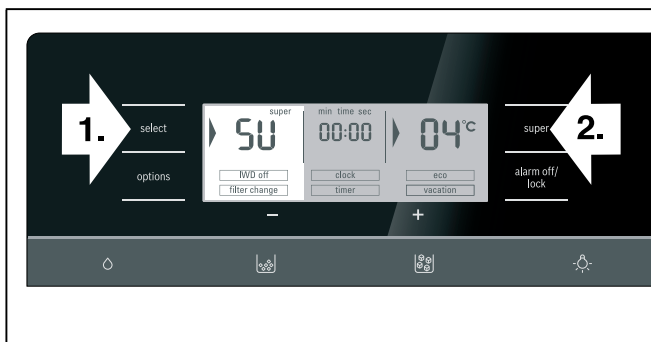 super
min time sec
1.
select
SU
00:00
04°C
super
2.
options
IWD off
clock
eco
alarm off/
lock
filter change
timer
vacation
−
+